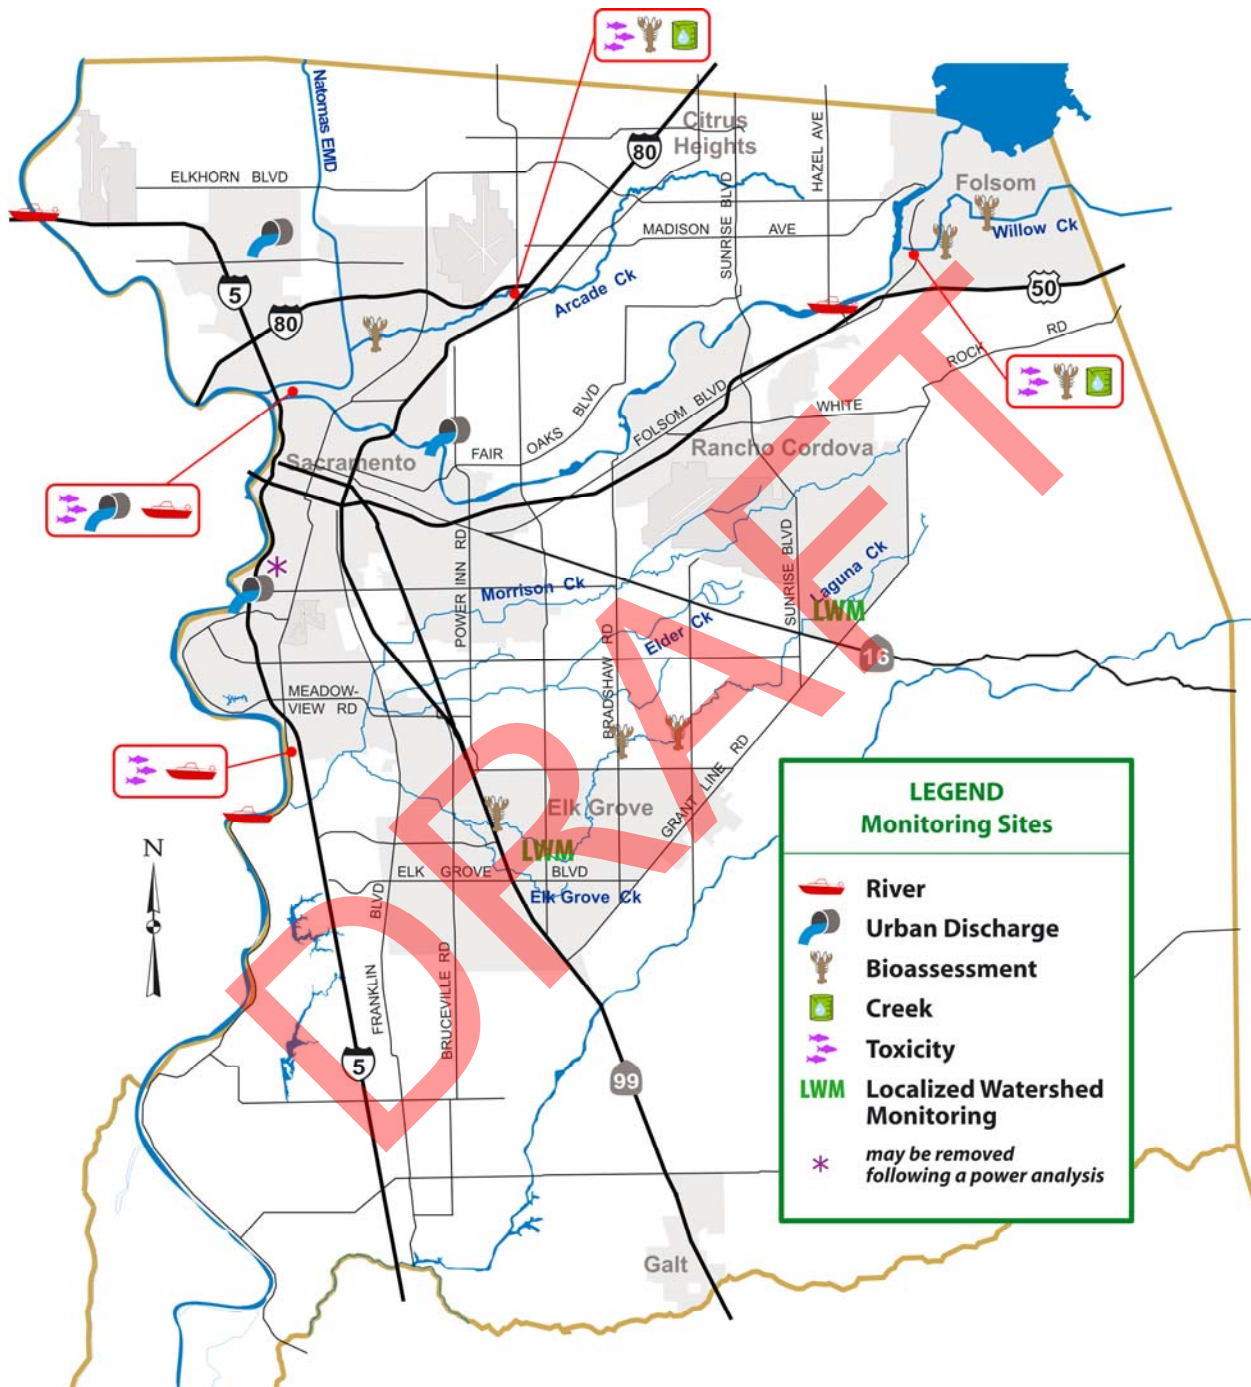 Natomas EMD
Citrus
Heights
80
HAZEL AVE
ELKHORN BLVD
Folsom
SUNRISE BLVD
MADISON AVE
Willow Ck
5
Arcade Ck
50
80
ROCK RD
OAKS BLVD
FOLSOM BLVD
WHITE
FAIR
Sacramento
Rancho Cordova
POWER INN RD
SUNRISE BLVD
*
Morrison Ck
Laguna Ck
LWM
BRADSHAW RD
Elder Ck
16
MEADOW-
VIEW RD
GRANT LINE RD
Elk Grove
LWM
ELK GROVE BLVD
Elk Grove Ck
N
FRANKLIN BLVD
BRUCEVILLE RD
5
99
Galt
DRAFT
LEGEND
Monitoring Sites
River
Urban Discharge
Bioassessment
Creek
Toxicity
LWM Localized Watershed
Monitoring
* may be removed
following a power analysis